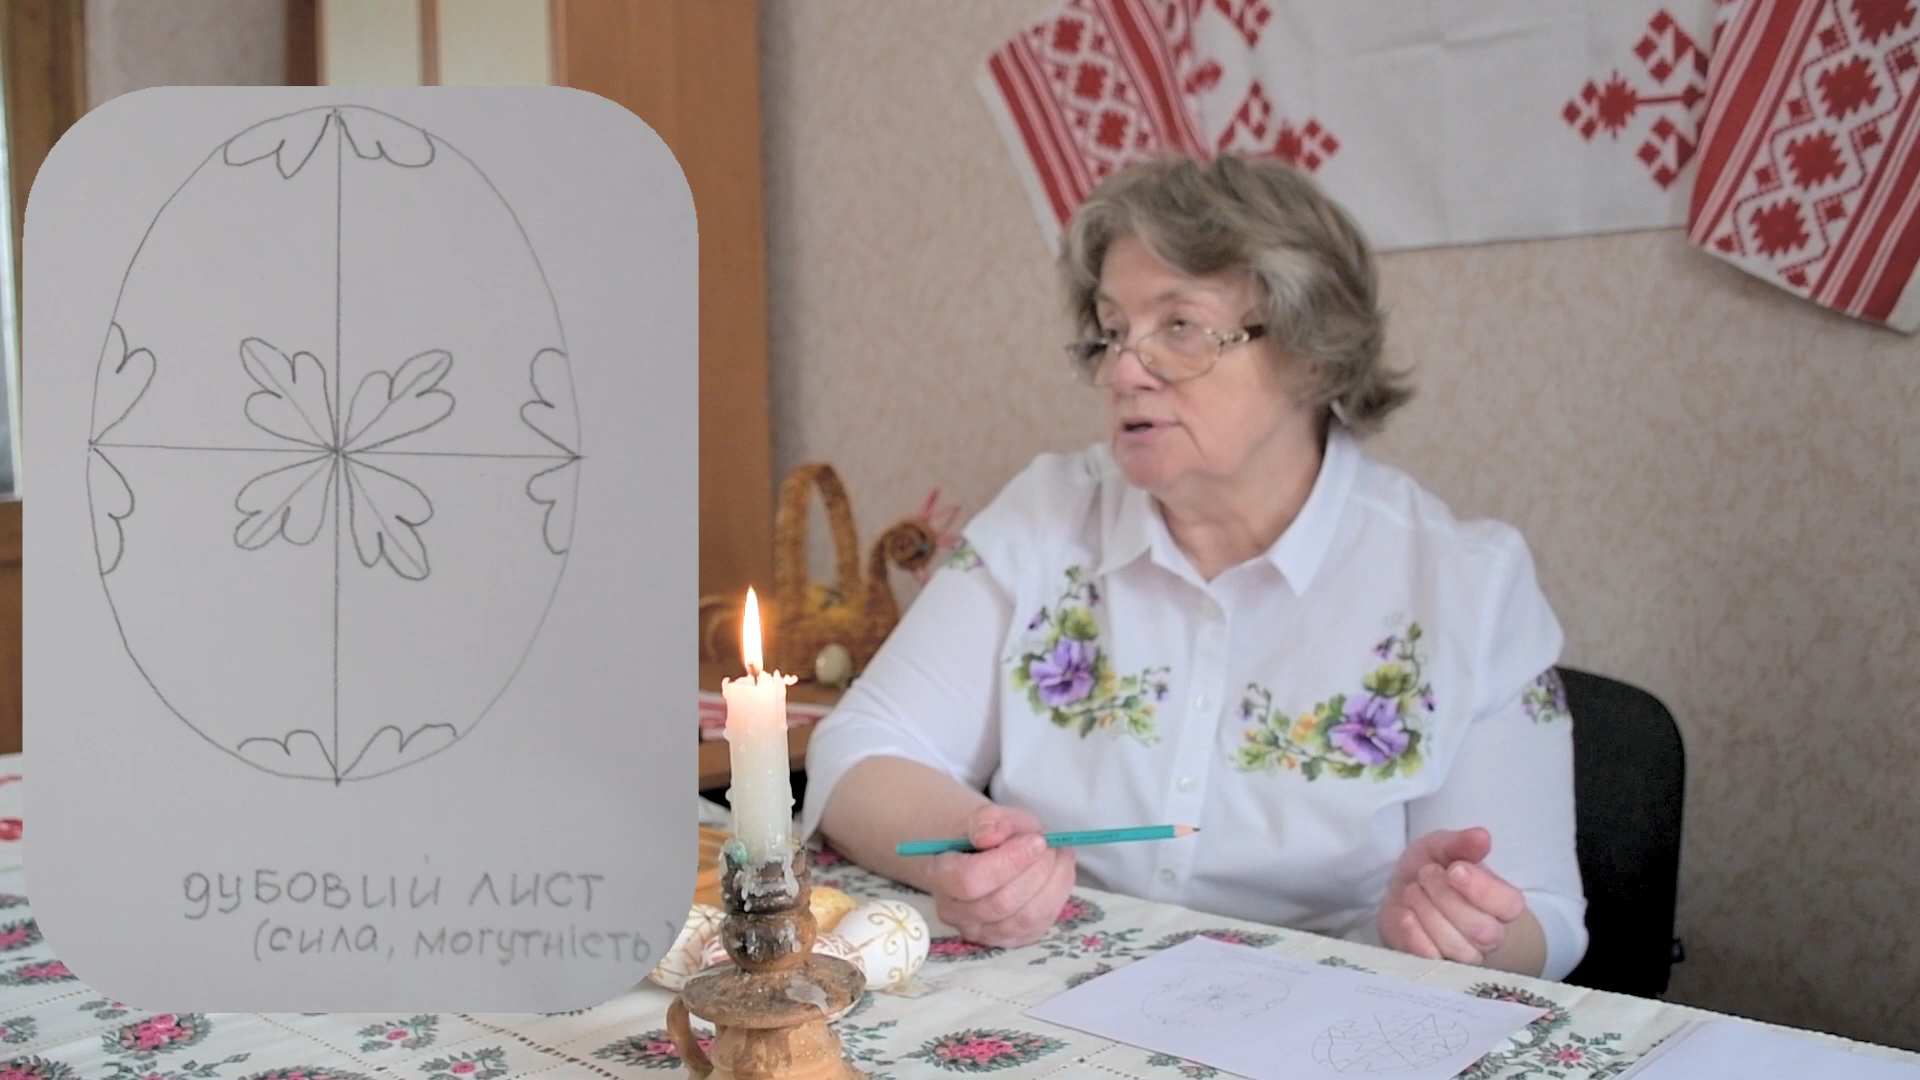 дубовий лист
(сила, могутність)